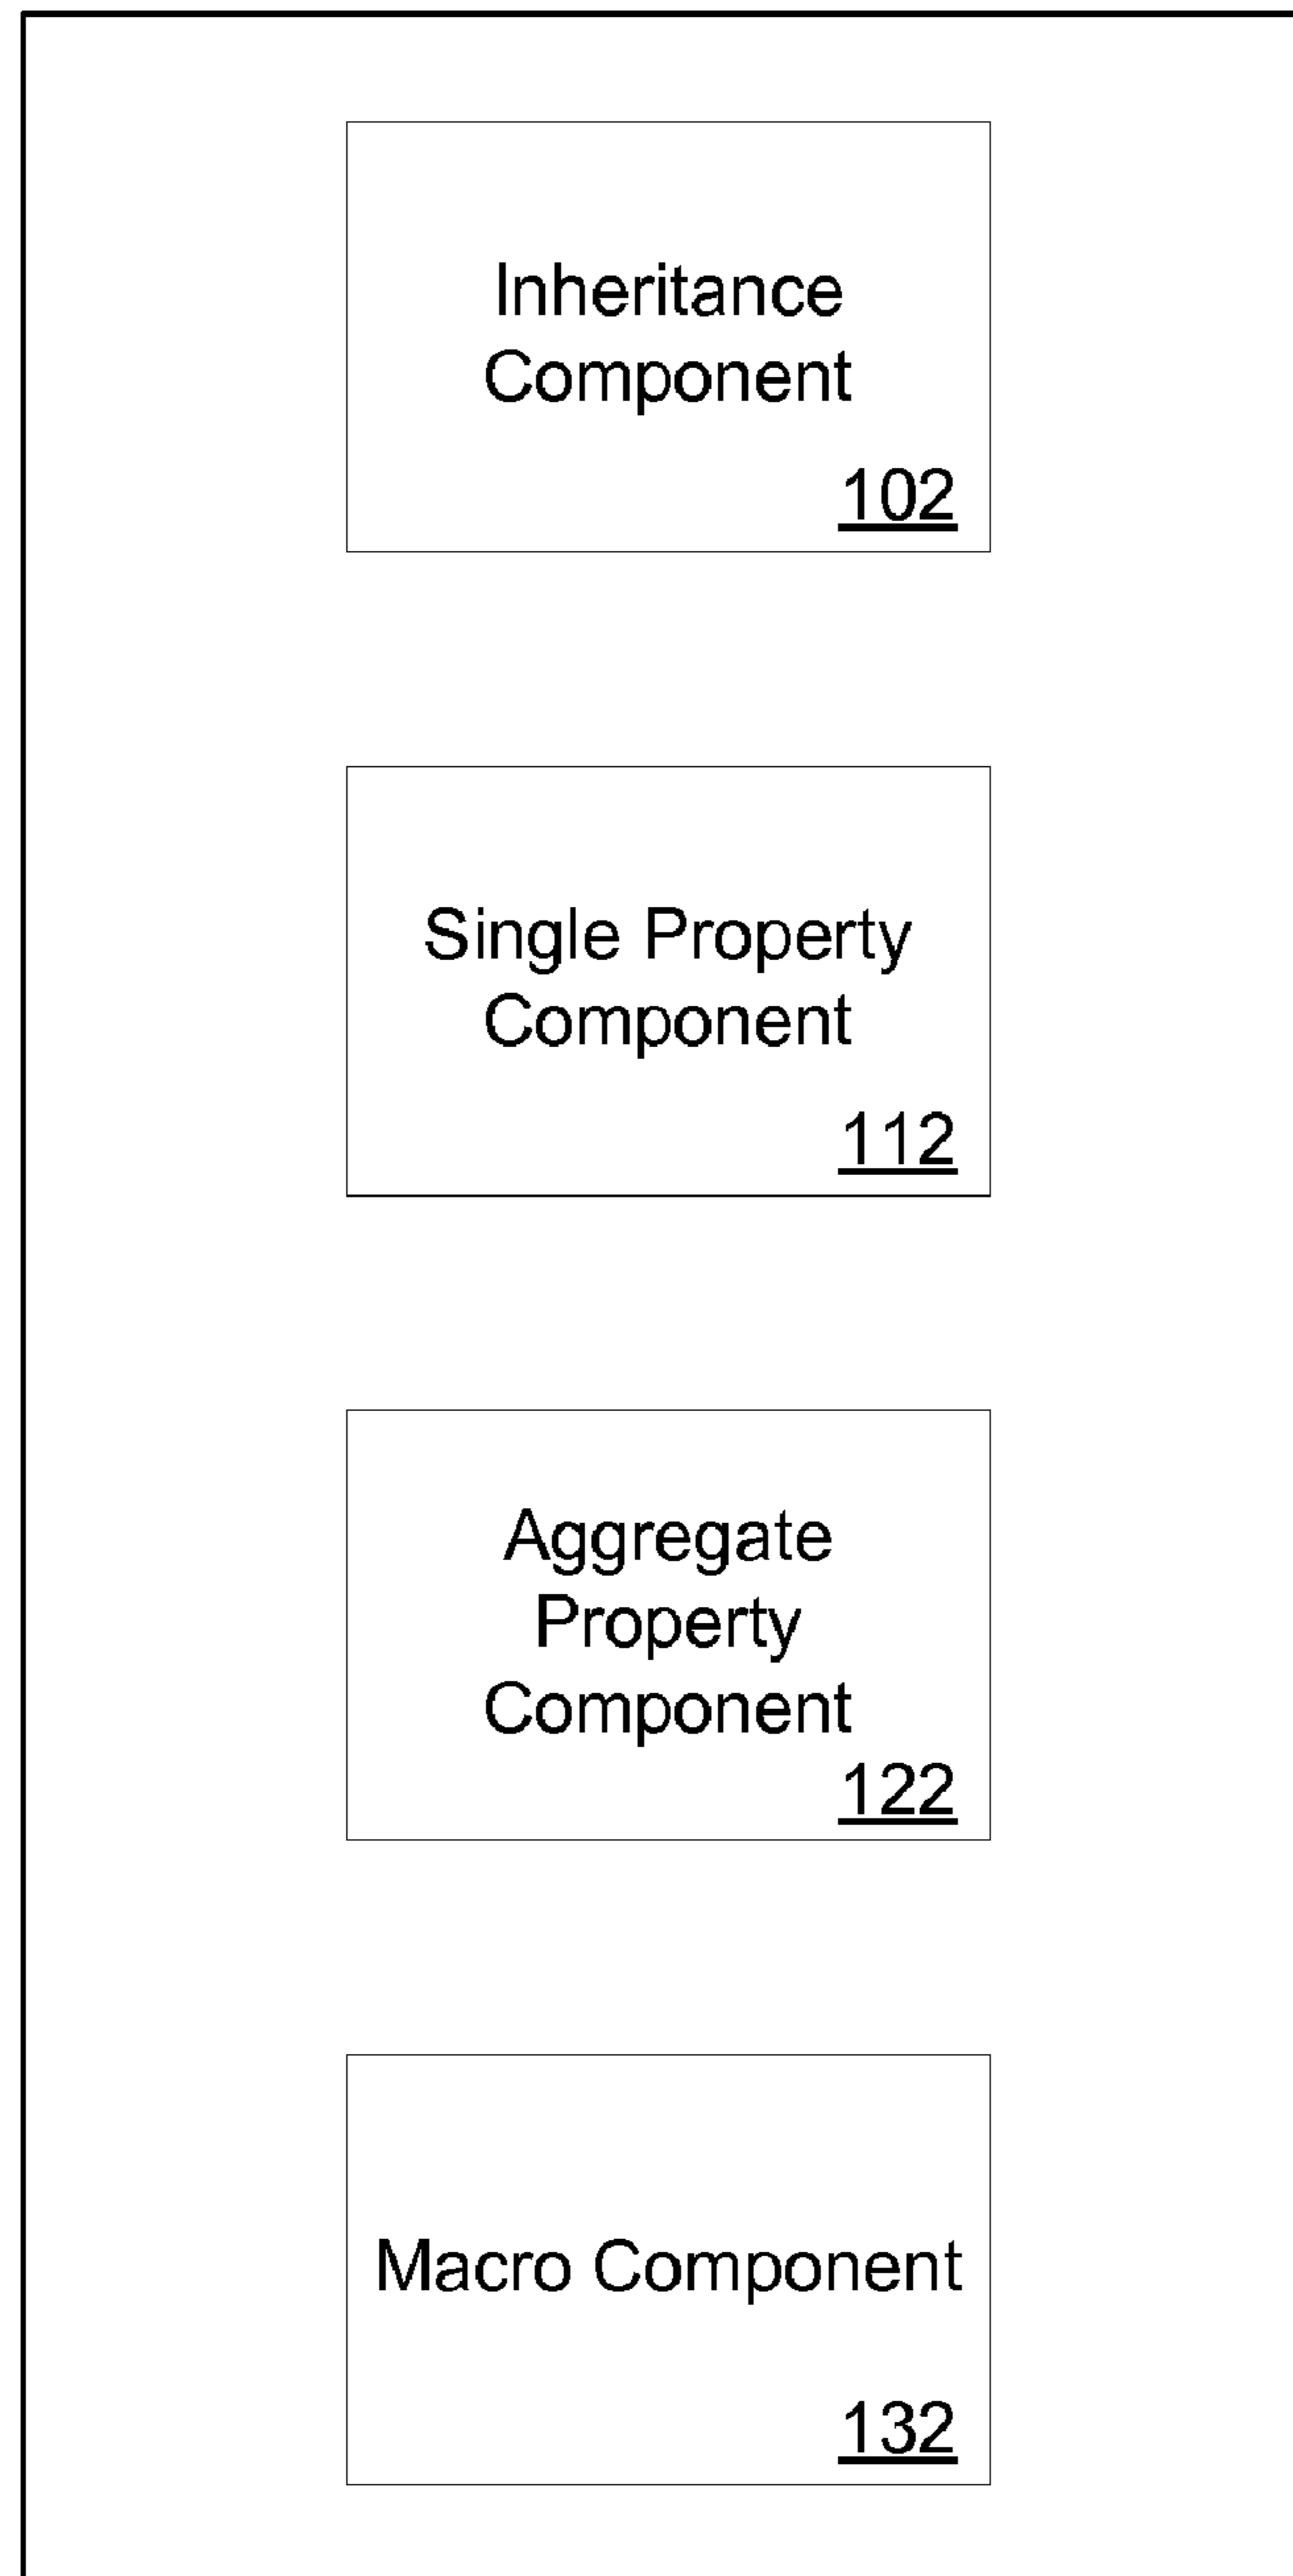 Inheritance
Component
102
Single Property
Component
112
Aggregate
Property
Component
122
Macro Component
132